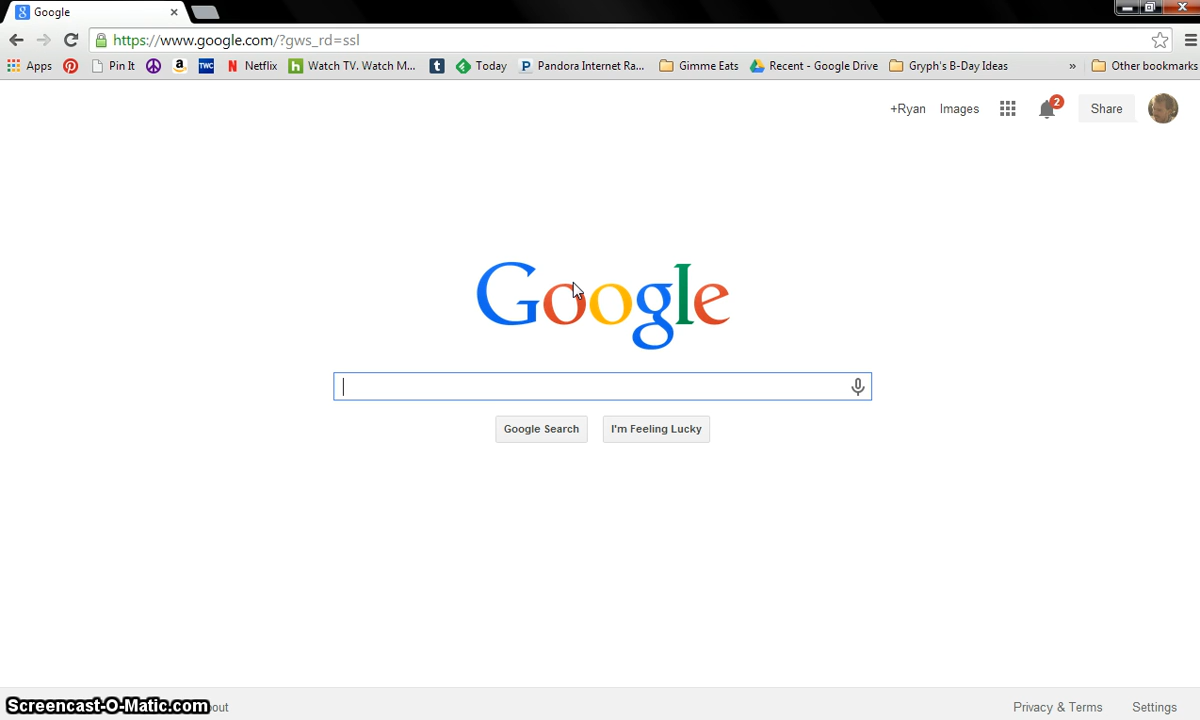 Google
https://www.google.com/?gws_rd=ssl
Apps Pin It a TWC N Netflix h Watch TV. Watch M... t Today P Pandora Internet Ra... Gimme Eats Recent - Google Drive Gryph's B-Day Ideas » Other bookmarks
+Ryan Images 2 Share
Google
Google Search I'm Feeling Lucky
Screencast-O-Matic.com Privacy & Terms Settings